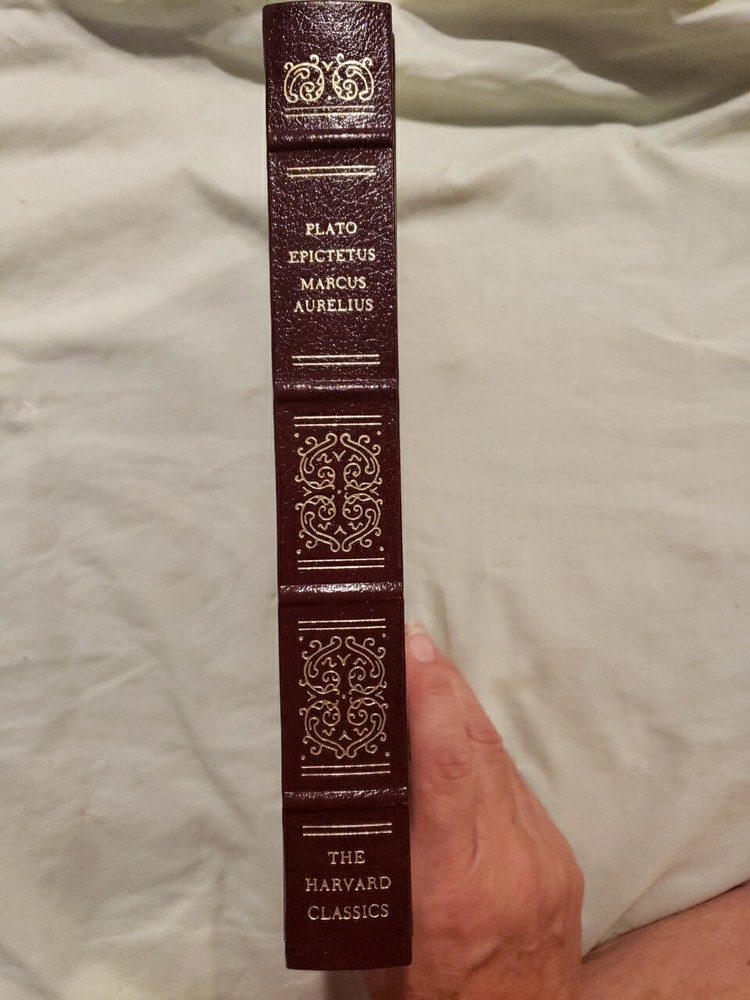 PLATO
EPICTETUS
MARCUS
AURELIUS
THE
HARVARD
CLASSICS